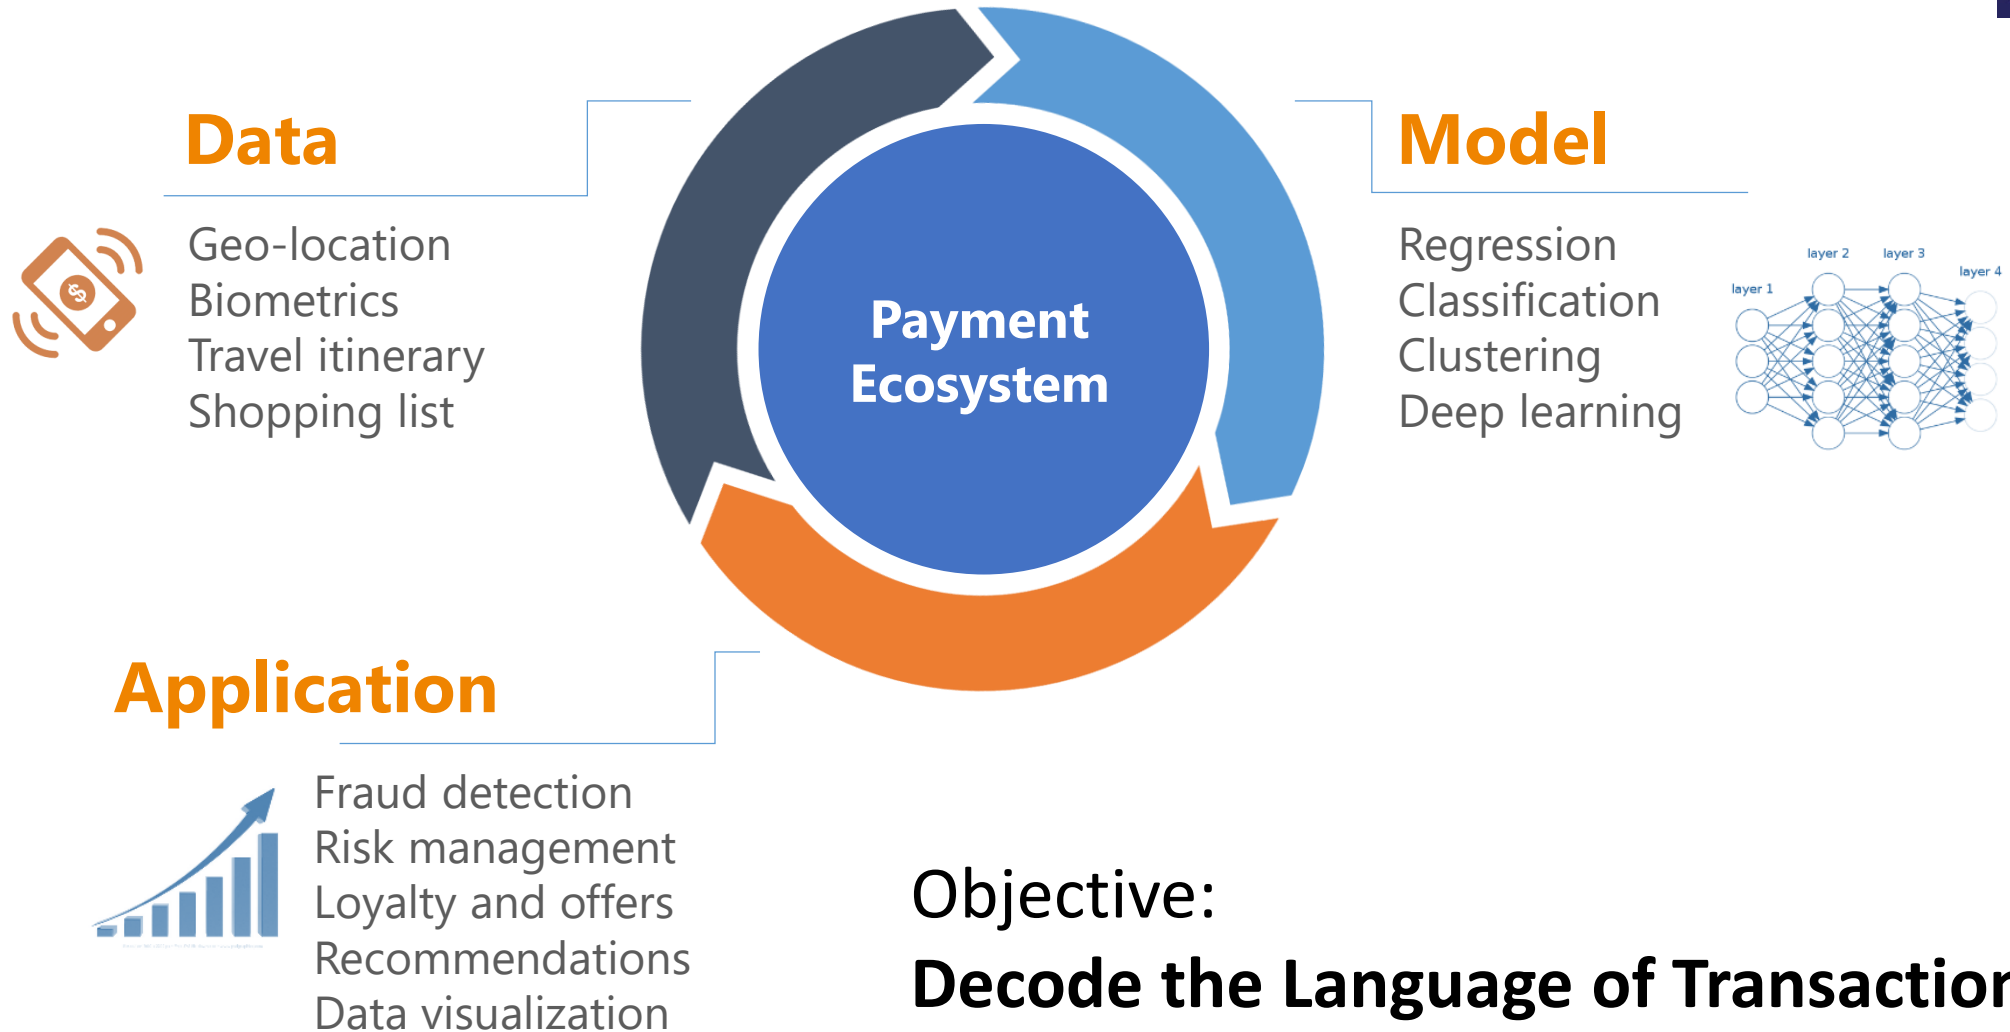 Data
Geo-location
Biometrics
Travel itinerary
Shopping list
$
Payment
Ecosystem
Model
Regression
Classification
Clustering
Deep learning
layer 1
layer 2
layer 3
layer 4
Application
Fraud detection
Risk management
Loyalty and offers
Recommendations
Data visualization
Objective:
Decode the Language of Transaction